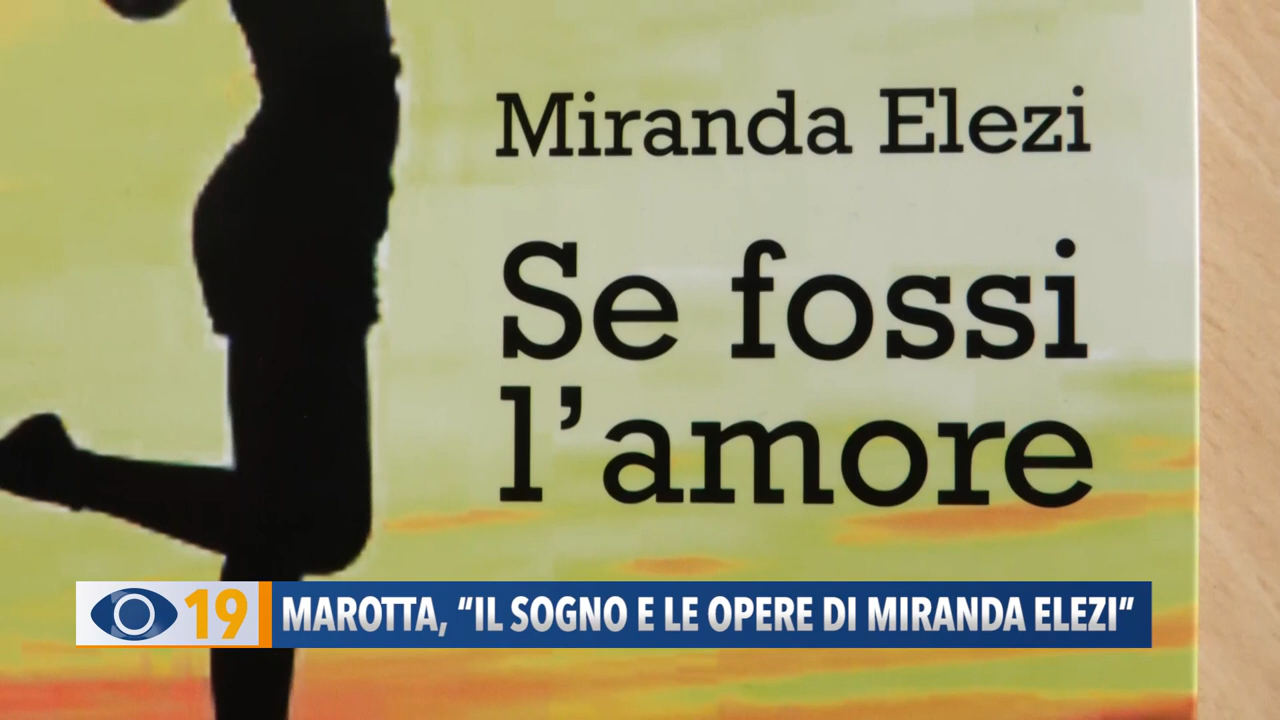 Miranda Elezi
Se fossi
l’amore
19 MAROTTA, “IL SOGNO E LE OPERE DI MIRANDA ELEZI”